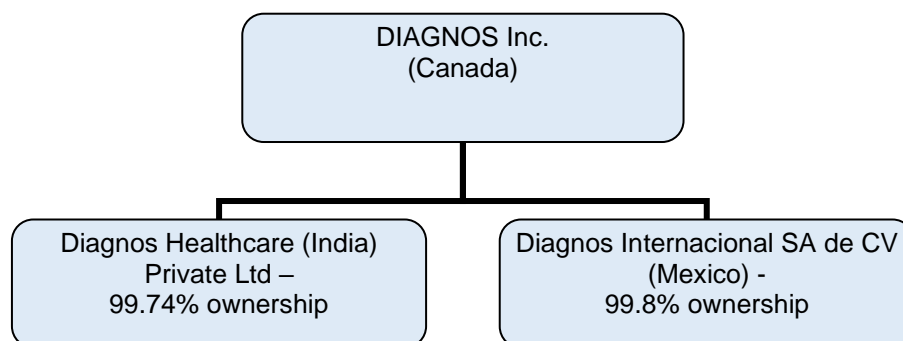 DIAGNOS Inc.
(Canada)
Diagnos Healthcare (India)
Private Ltd –
99.74% ownership
Diagnos Internacional SA de CV
(Mexico) -
99.8% ownership